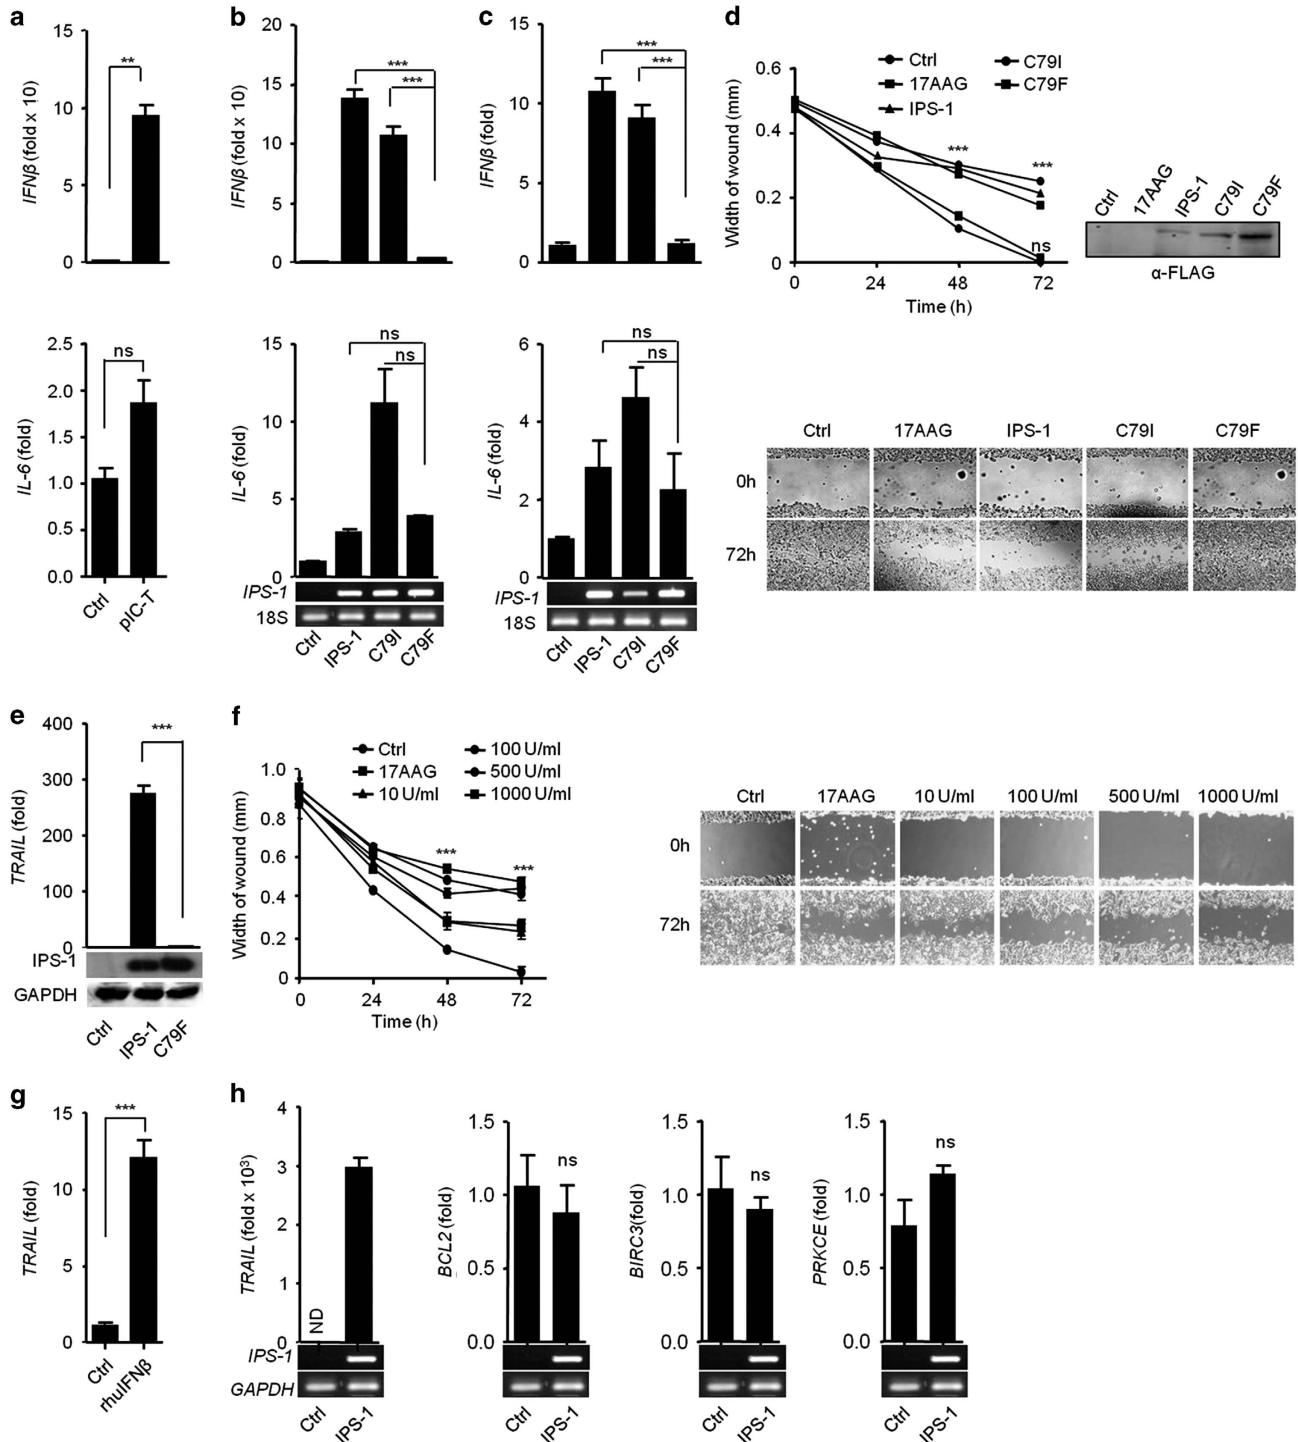 a
15
10
5
0
IFNβ (fold x 10)
**
2.5
2.0
1.5
1.0
0.5
0.0
IL-6 (fold)
ns
Ctrl
pIC-T
b
20
15
10
5
0
IFNβ (fold x 10)
***
***
15
10
5
0
IL-6 (fold)
ns
ns
IPS-1
18S
Ctrl
IPS-1
C79I
C79F
c
15
10
5
0
IFNβ (fold)
***
***
6
4
2
0
IL-6 (fold)
ns
ns
IPS-1
18S
Ctrl
IPS-1
C79I
C79F
d
Ctrl
17AAG
IPS-1
C79I
C79F
0.6
0.4
0.2
0
Width of wound (mm)
***
***
ns
0 24 48 72
Time (h)
Ctrl
17AAG
IPS-1
C79I
C79F
α-FLAG
Ctrl 17AAG IPS-1 C79I C79F
0h
72h
e
400
300
200
100
0
TRAIL (fold)
***
IPS-1
GAPDH
Ctrl
IPS-1
C79F
f
Ctrl
17AAG
10 U/ml
100 U/ml
500 U/ml
1000 U/ml
1.0
0.8
0.6
0.4
0.2
0
Width of wound (mm)
***
***
0 24 48 72
Time (h)
Ctrl 17AAG 10 U/ml 100 U/ml 500 U/ml 1000 U/ml
0h
72h
g
15
10
5
0
TRAIL (fold)
***
Ctrl
rhuIFNβ
h
4
3
2
1
0
TRAIL (fold x 10³)
ND
IPS-1
GAPDH
Ctrl
IPS-1
1.5
1.0
0.5
0.0
BCL2 (fold)
ns
Ctrl
IPS-1
1.5
1.0
0.5
0.0
BIRC3(fold)
ns
Ctrl
IPS-1
1.5
1.0
0.5
0.0
PRKCE (fold)
ns
Ctrl
IPS-1